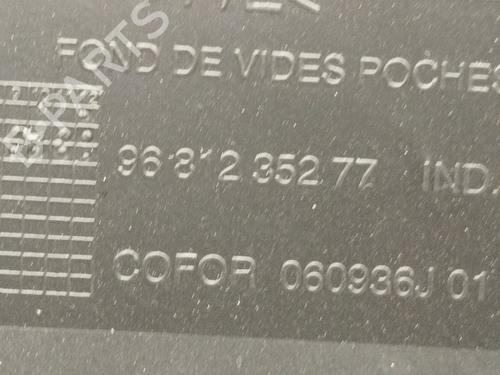 FOND DE VIDES POCHES
96 812 352 77 IND.
COFOR 060936J 01